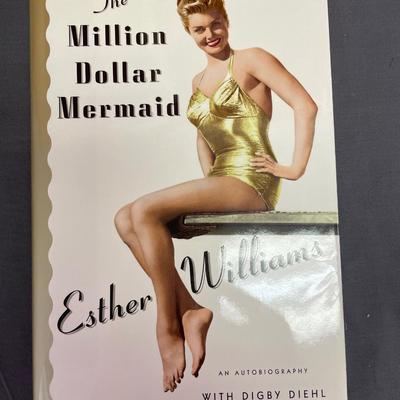 The
Million
Dollar
Mermaid
Esther Williams
AN AUTOBIOGRAPHY
WITH DIGBY DIEHL